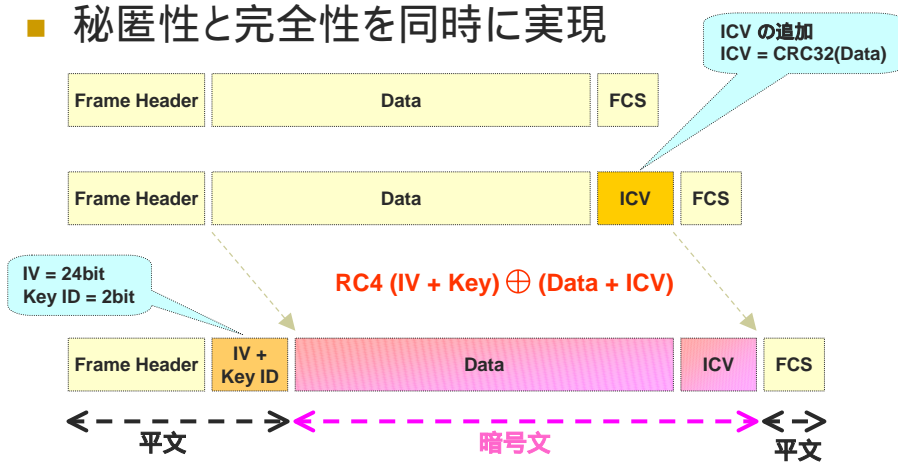 秘匿性と完全性を同時に実現
ICV の追加
ICV = CRC32(Data)
Frame Header Data FCS
Frame Header Data ICV FCS
IV = 24bit
Key ID = 2bit
RC4 (IV + Key) ⊕ (Data + ICV)
Frame Header IV + Key ID Data ICV FCS
平文 暗号文 平文